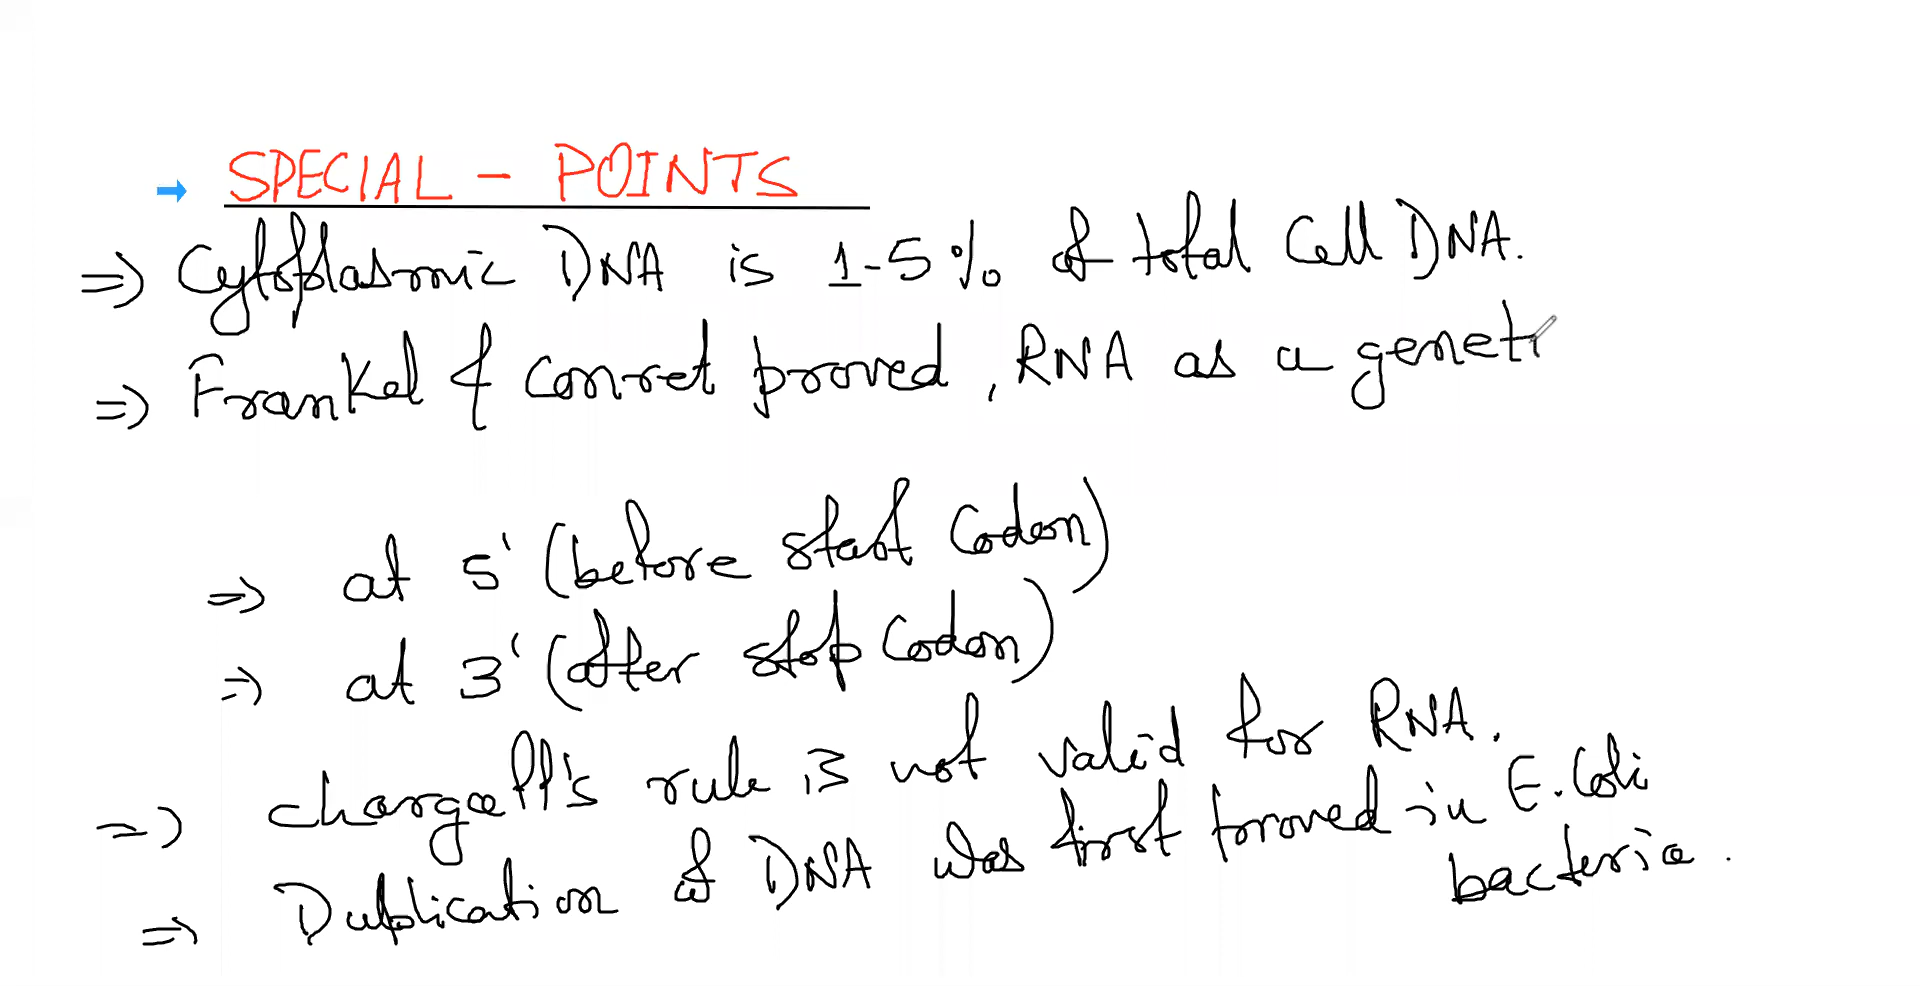 → SPECIAL - POINTS
⇒ Cytoplasmic DNA is 1-5% of total Cell DNA.
⇒ Frankel & conret proved, RNA as a geneti
⇒ at 5' (before start Codon)
⇒ at 3' (after stop Codon)
⇒ chargaff's rule is not valid for RNA.
⇒ Duplication of DNA was first proved in E. Coli
bacteria.